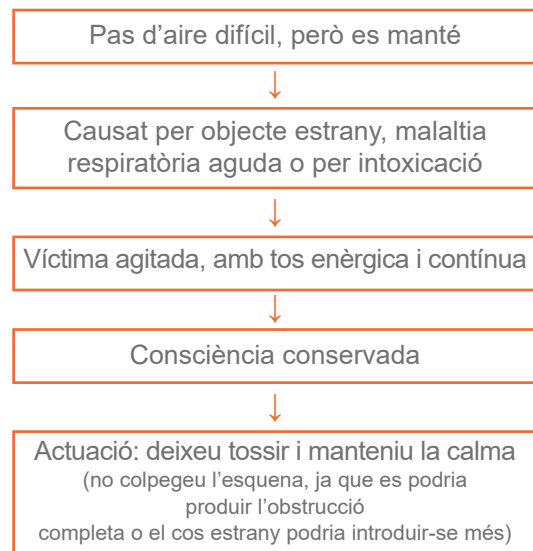 Pas d’aire difícil, però es manté
↓
Causat per objecte estrany, malaltia
respiratòria aguda o per intoxicació
↓
Víctima agitada, amb tos enèrgica i contínua
↓
Consciència conservada
↓
Actuació: deixeu tossir i manteniu la calma
(no colpegeu l’esquena, ja que es podria
produir l’obstrucció
completa o el cos estrany podria introduir-se més)